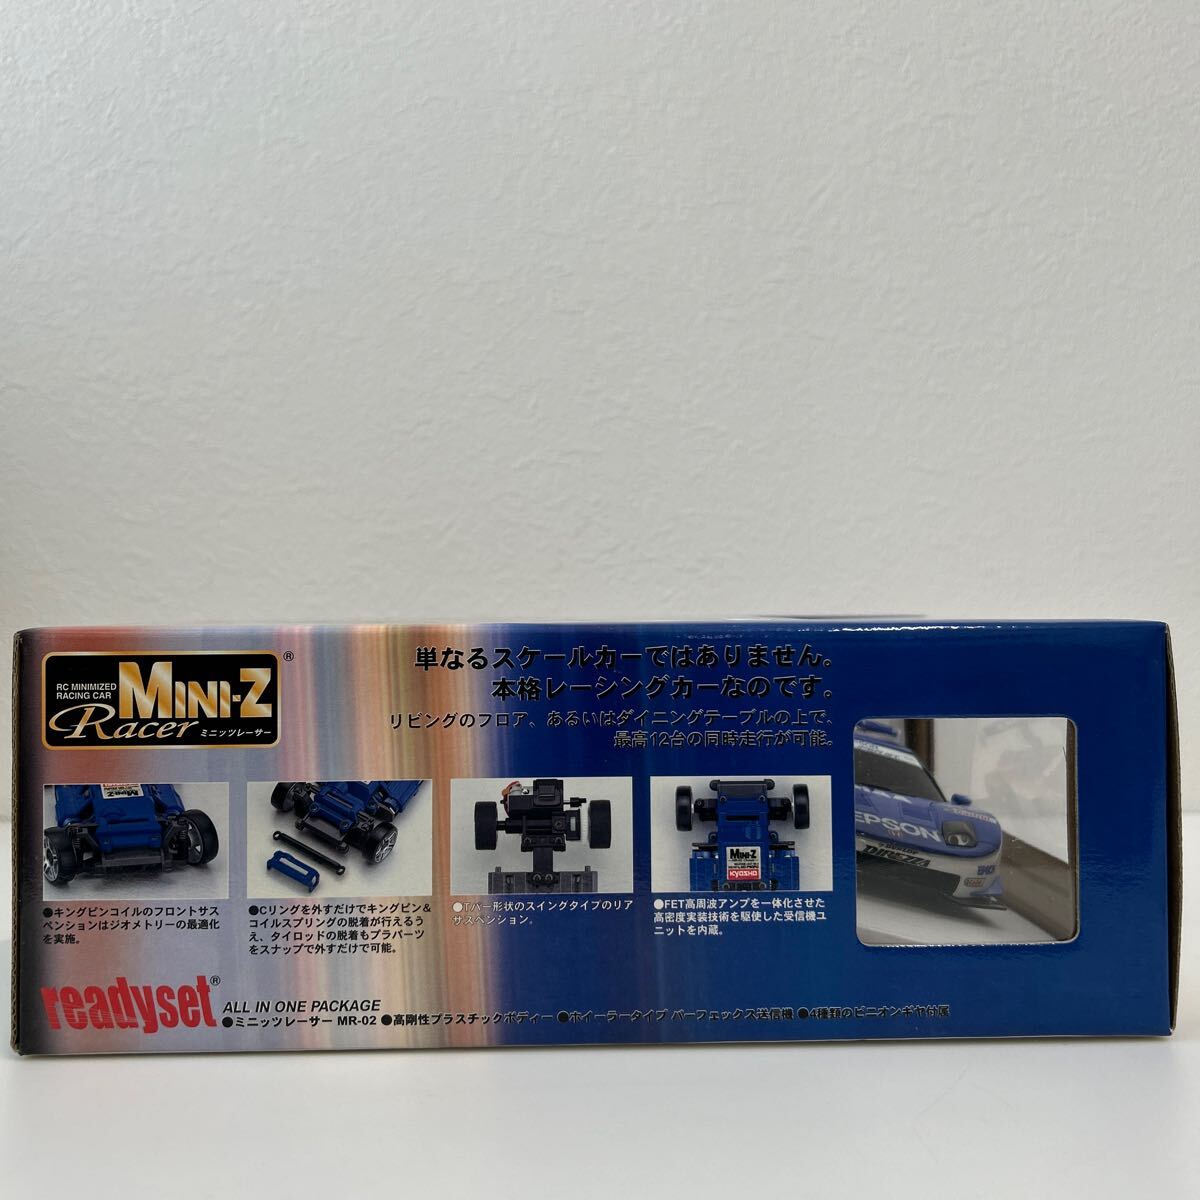 RC MINIMIZED
RACING CAR
MINI-Z
Racer
ミニッツレーサー
®
単なるスケールカーではありません。
本格レーシングカーなのです。
リビングのフロア、あるいはダイニングテーブルの上で、
最高12台の同時走行が可能。
MINI-Z
KYOSHO
EPSON
DUNLOP
DIREZZA
●キングピンコイルのフロントサス
ペンションはジオメトリーの最適化
を実施。
●Cリングを外すだけでキングピン&
コイルスプリングの脱着が行えるう
え、タイロッドの脱着もプラパーツ
をスナップで外すだけで可能。
●Tバー形状のスイングタイプのリア
サスペンション。
●FET高周波アンプを一体化させた
高密度実装技術を駆使した受信機ユ
ニットを内蔵。
readyset®
ALL IN ONE PACKAGE
●ミニッツレーサー MR-02 ●高剛性プラスチックボディー ●ホイーラータイプ パーフェックス送信機 ●4種類のピニオンギヤ付属